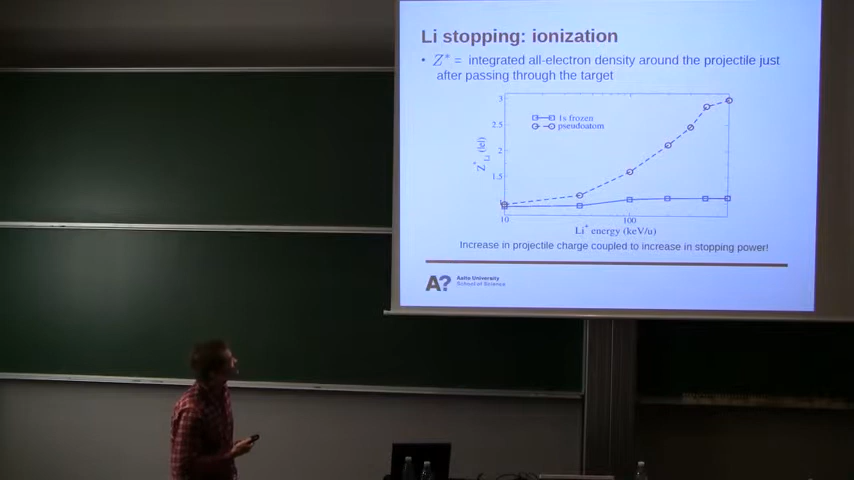 Li stopping: ionization
• Z* = integrated all-electron density around the projectile just
after passing through the target
3
2.5
2
1.5
1
Z*Li (|e|)
1s frozen
pseudoatom
10
100
Li+ energy (keV/u)
Increase in projectile charge coupled to increase in stopping power!
A?
Aalto University
School of Science